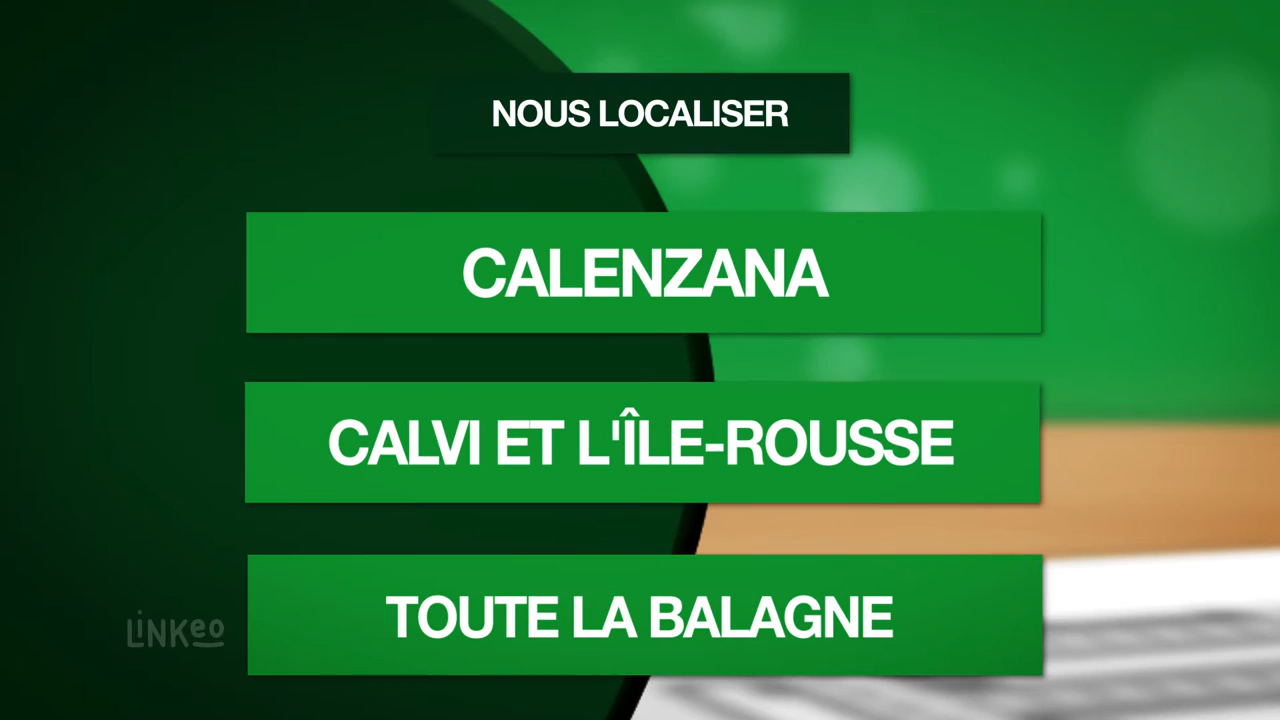 NOUS LOCALISER
CALENZANA
CALVI ET L'ÎLE-ROUSSE
TOUTE LA BALAGNE
LiNKeo